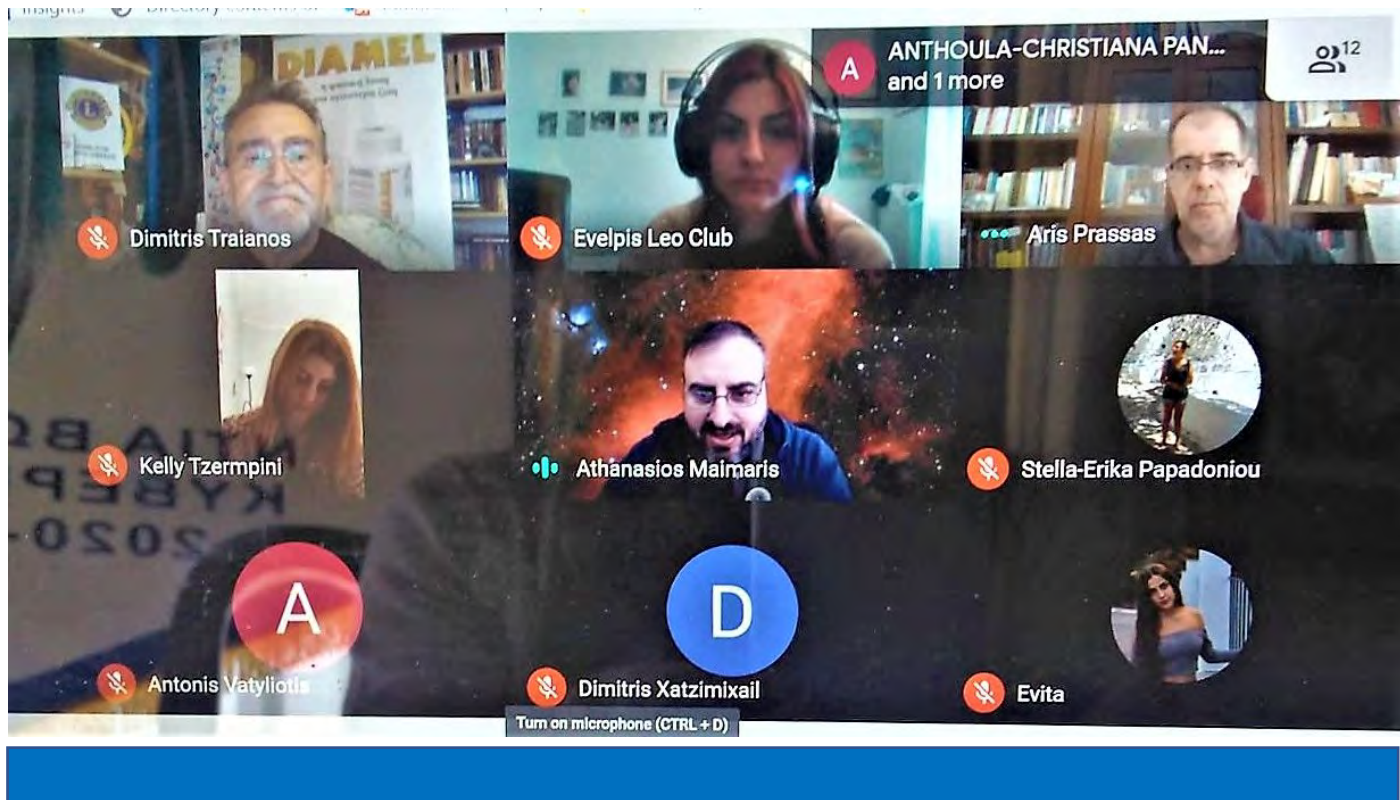 Insights
DIAMEL
A
ANTHOULA-CHRISTIANA PAN...
and 1 more
12
Dimitris Traianos
Evelpis Leo Club
Aris Prassas
Kelly Tzermpini
Athanasios Maimaris
Stella-Erika Papadoniou
ΚΥΒΕΡ
2020-
A
D
Antonis Vatyliotis
Dimitris Xatzimixail
Evita
Turn on microphone (CTRL + D)